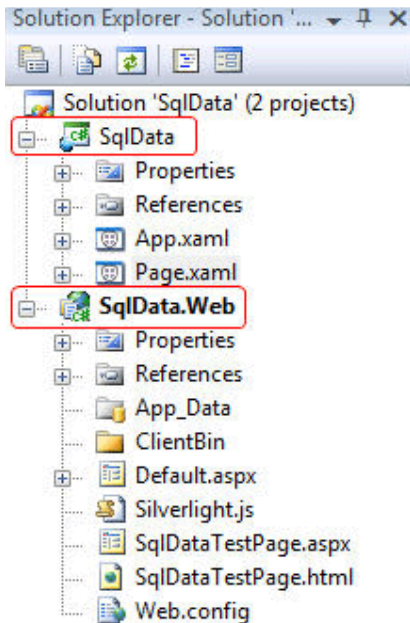 Solution Explorer - Solution '...
Solution 'SqlData' (2 projects)
SqlData
Properties
References
App.xaml
Page.xaml
SqlData.Web
Properties
References
App_Data
ClientBin
Default.aspx
Silverlight.js
SqlDataTestPage.aspx
SqlDataTestPage.html
Web.config